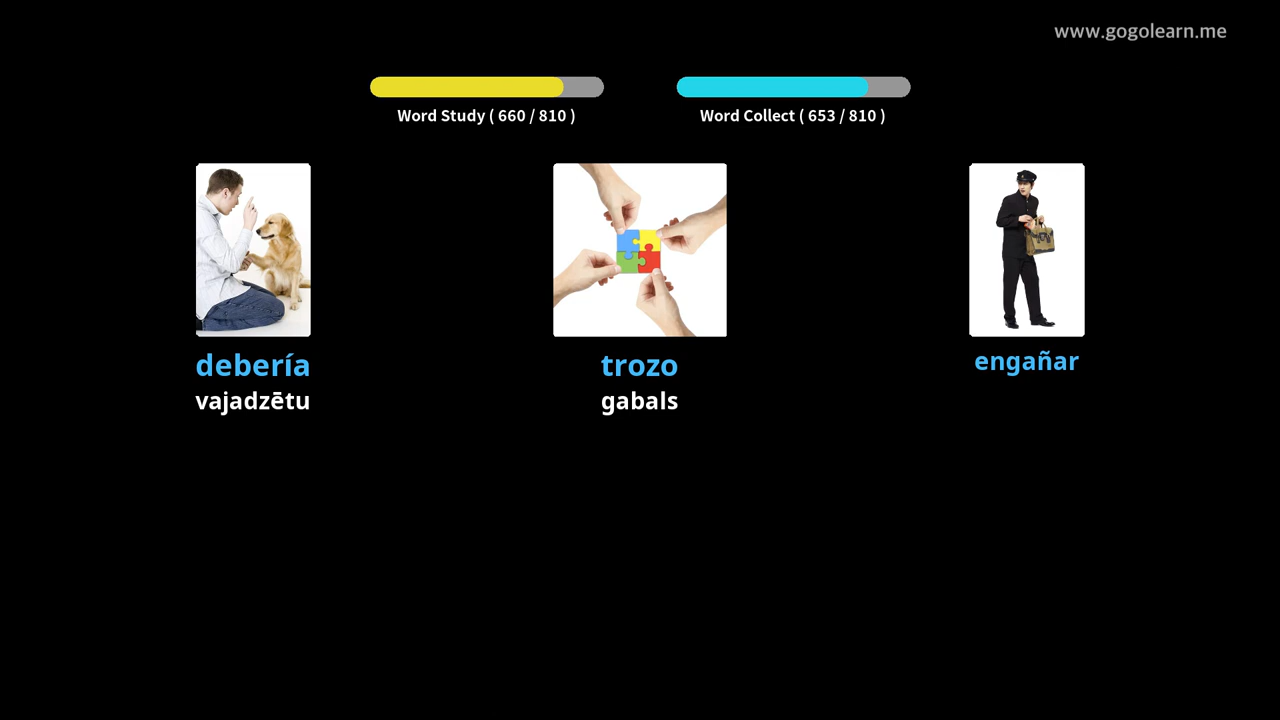 www.gogolearn.me
Word Study ( 660 / 810 )
Word Collect ( 653 / 810 )
debería
vajadzētu
trozo
gabals
engañar